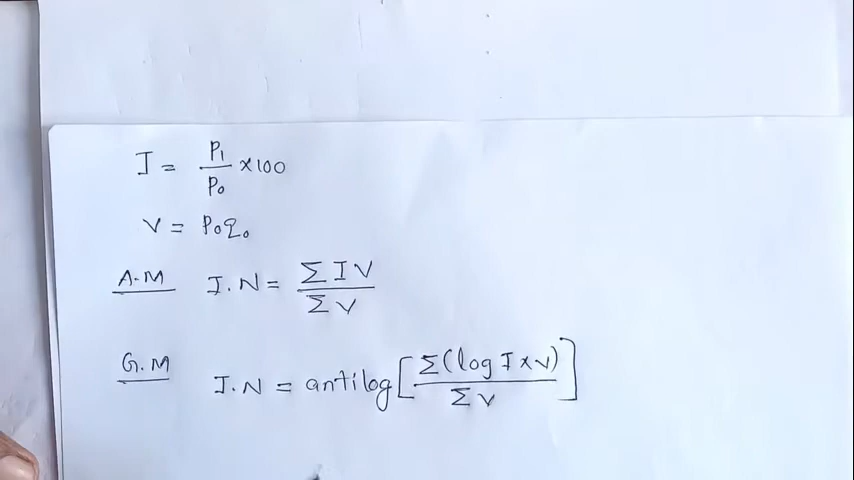 I = P₁/P₀ ×100
V = P₀q₀
A.M I.N = ΣIV/ΣV
G.M I.N = antilog[Σ(log I×V)/ΣV]